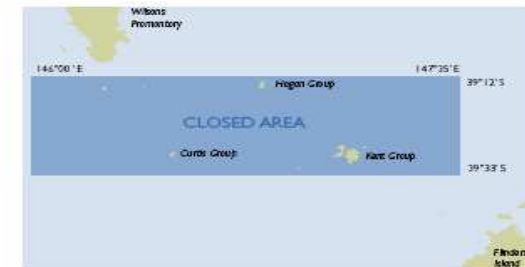 Wilsons
Promontory
146°00'E
147°35'E
39°12'S
Hogan Group
CLOSED AREA
Curtis Group
Kent Group
39°33'S
Flinders
Island